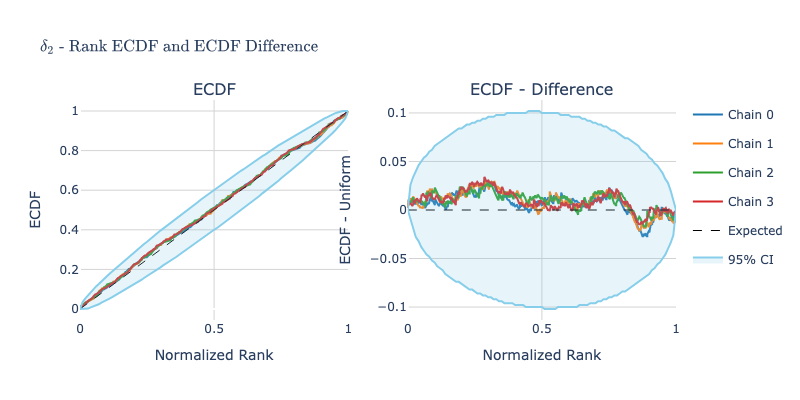 δ₂ - Rank ECDF and ECDF Difference
ECDF
ECDF
1
0.8
0.6
0.4
0.2
0
0
0.5
1
Normalized Rank
ECDF - Difference
ECDF - Uniform
0.1
0.05
0
−0.05
−0.1
0
0.5
1
Normalized Rank
Chain 0
Chain 1
Chain 2
Chain 3
Expected
95% CI